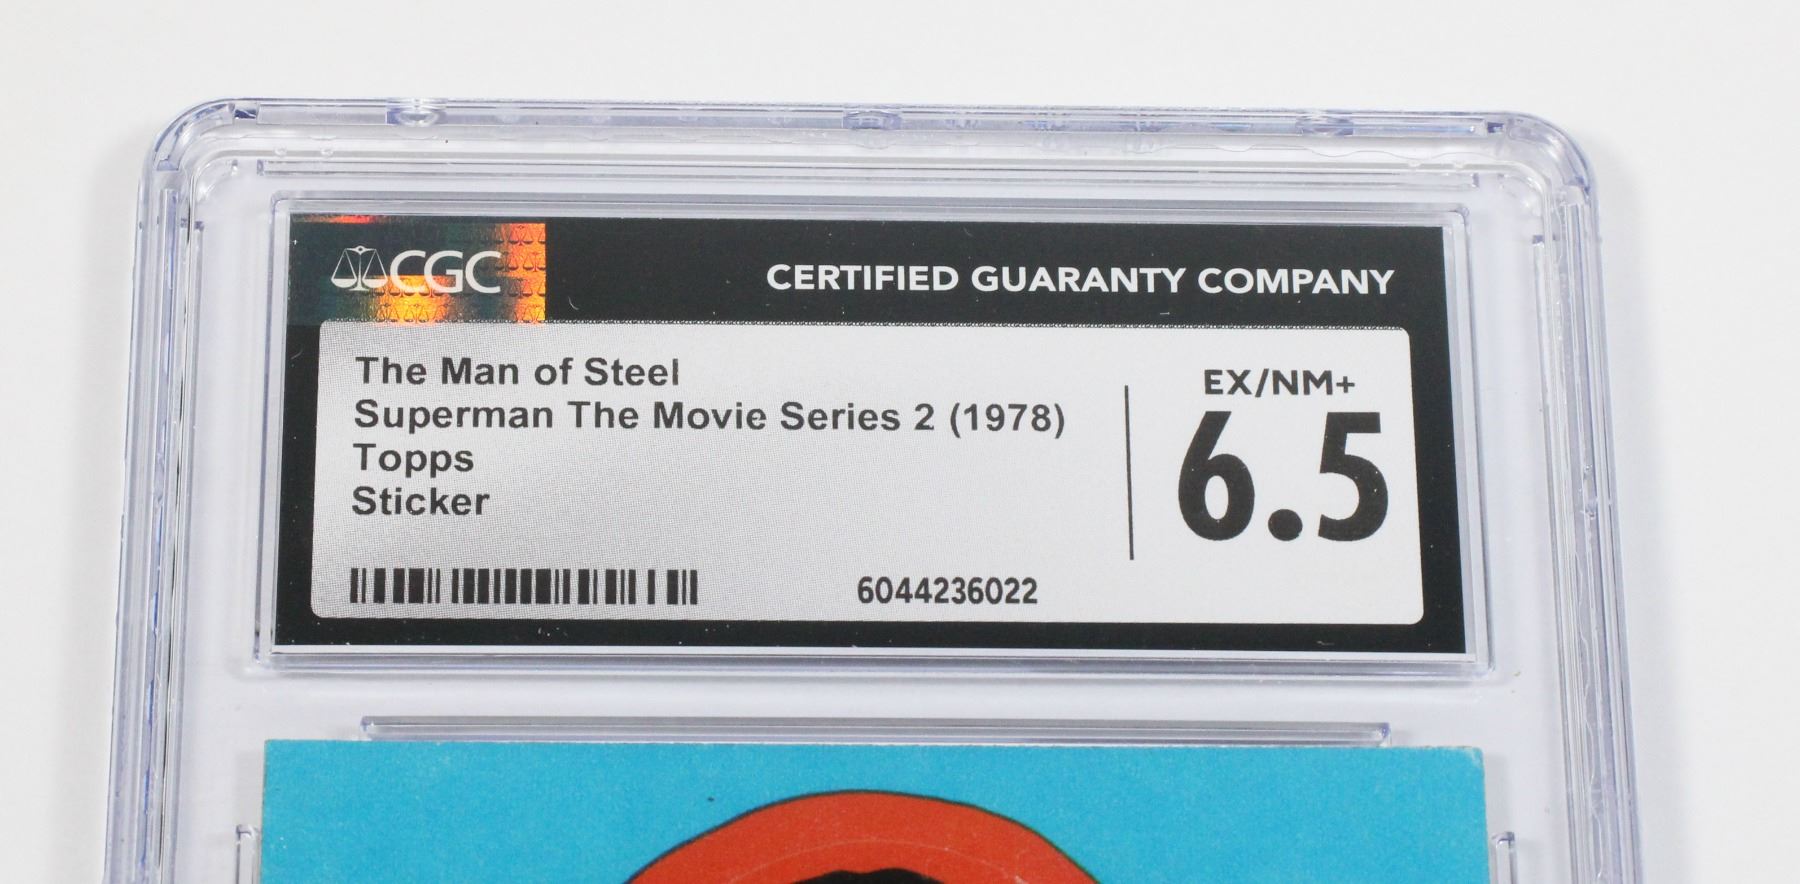 CGC
CERTIFIED GUARANTY COMPANY
The Man of Steel
Superman The Movie Series 2 (1978)
Topps
Sticker
EX/NM+
6.5
6044236022